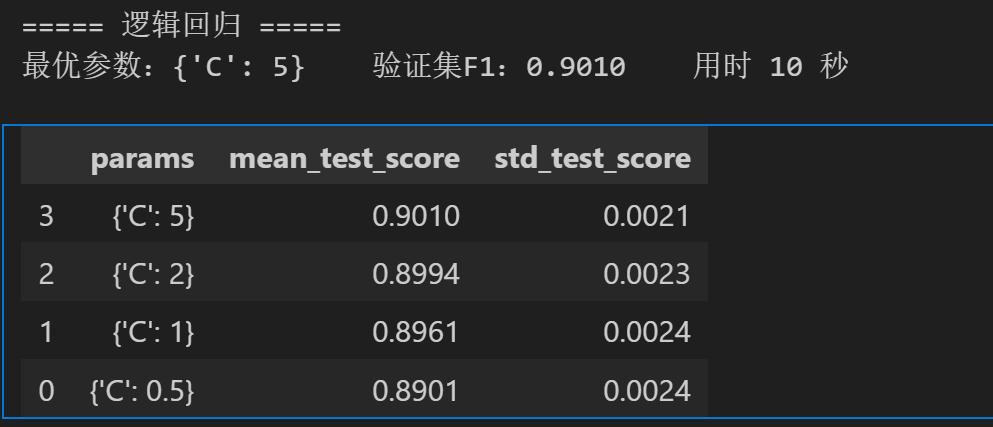 ===== 逻辑回归 =====
最优参数：{'C': 5}    验证集F1：0.9010    用时 10 秒
params mean_test_score std_test_score
3 {'C': 5} 0.9010 0.0021
2 {'C': 2} 0.8994 0.0023
1 {'C': 1} 0.8961 0.0024
0 {'C': 0.5} 0.8901 0.0024